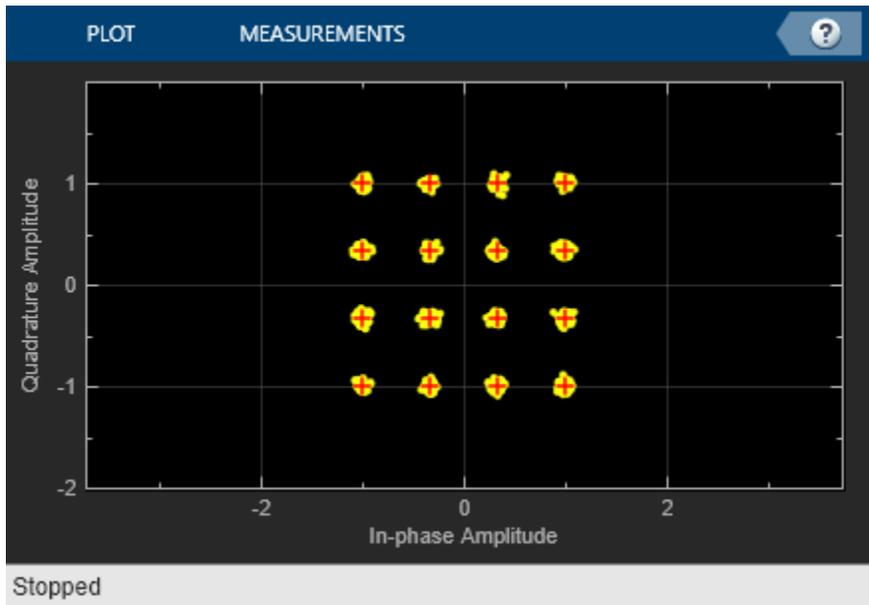 PLOT MEASUREMENTS ?
1
0
-1
-2
Quadrature Amplitude
-2 0 2
In-phase Amplitude
Stopped